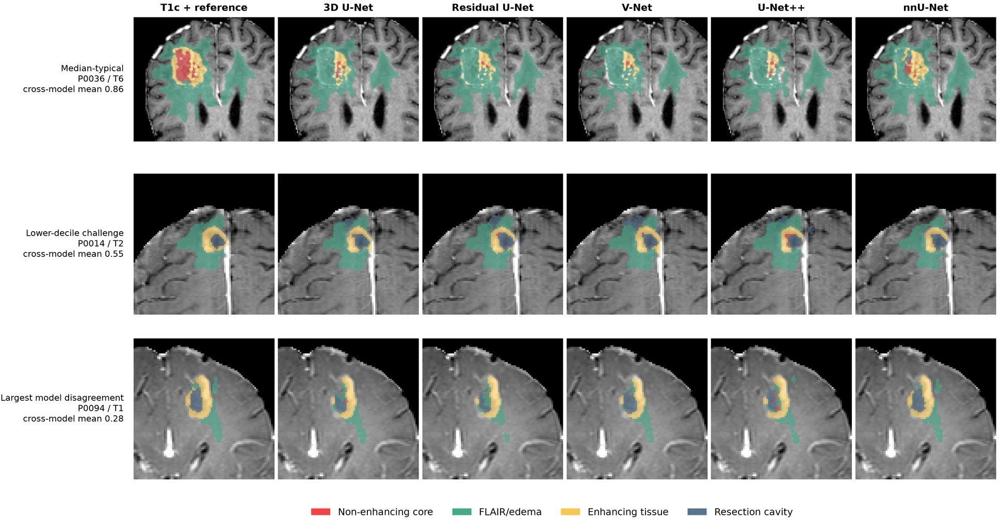 T1c + reference
3D U-Net
Residual U-Net
V-Net
U-Net++
nnU-Net
Median-typical
P0036 / T6
cross-model mean 0.86
Lower-decile challenge
P0014 / T2
cross-model mean 0.55
Largest model disagreement
P0094 / T1
cross-model mean 0.28
Non-enhancing core
FLAIR/edema
Enhancing tissue
Resection cavity